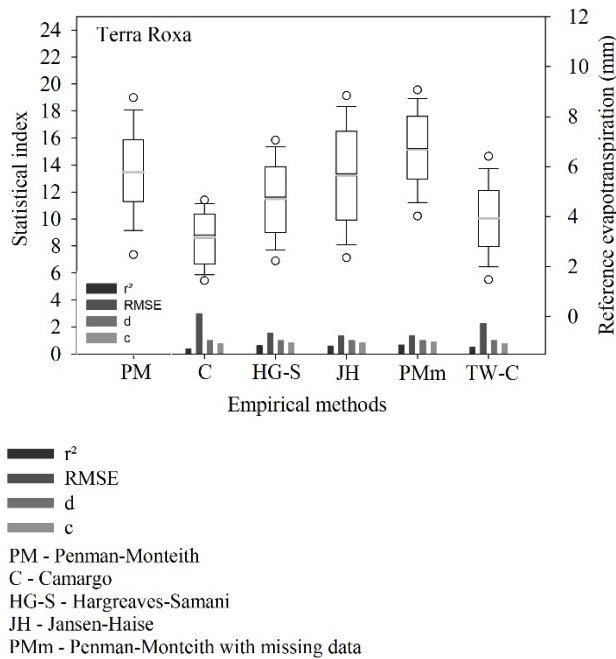 Terra Roxa
Statistical index
24
22
20
18
16
14
12
10
8
6
4
2
0
12
10
8
6
4
2
0
Reference evapotranspiration (mm)
r²
RMSE
d
c
PM C HG-S JH PMm TW-C
Empirical methods
r²
RMSE
d
c
PM - Penman-Monteith
C - Camargo
HG-S - Hargreaves-Samani
JH - Jansen-Haise
PMm - Penman-Monteith with missing data